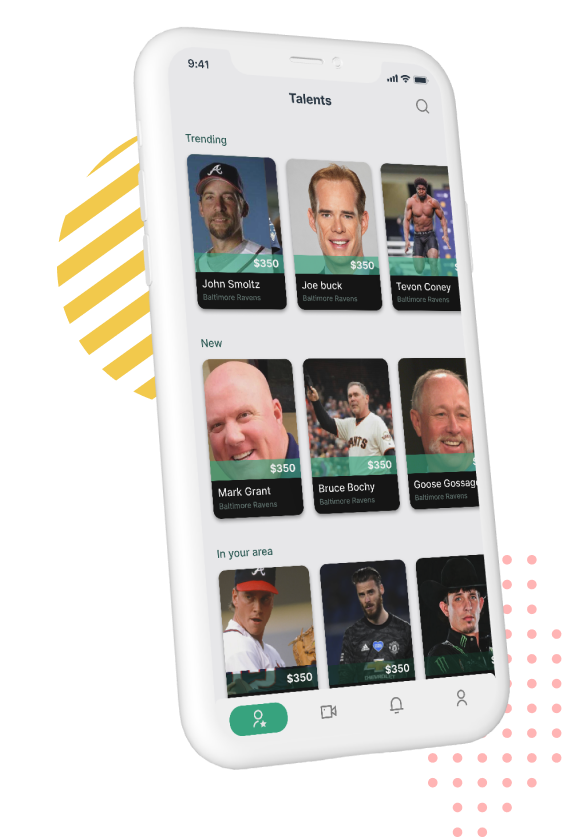 9:41
Talents
Trending
$350
$350
John Smoltz
Joe buck
Tevon Coney
Baltimore Ravens
Baltimore Ravens
Baltimore Ravens
New
$350
$350
Mark Grant
Bruce Bochy
Goose Gossag
Baltimore Ravens
Baltimore Ravens
Baltimore Ravens
In your area
$350
$350